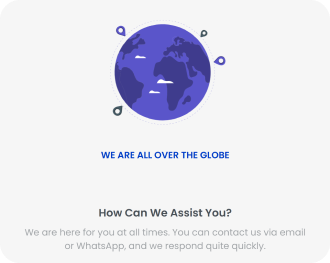 WE ARE ALL OVER THE GLOBE
How Can We Assist You?
We are here for you at all times. You can contact us via email
or WhatsApp, and we respond quite quickly.